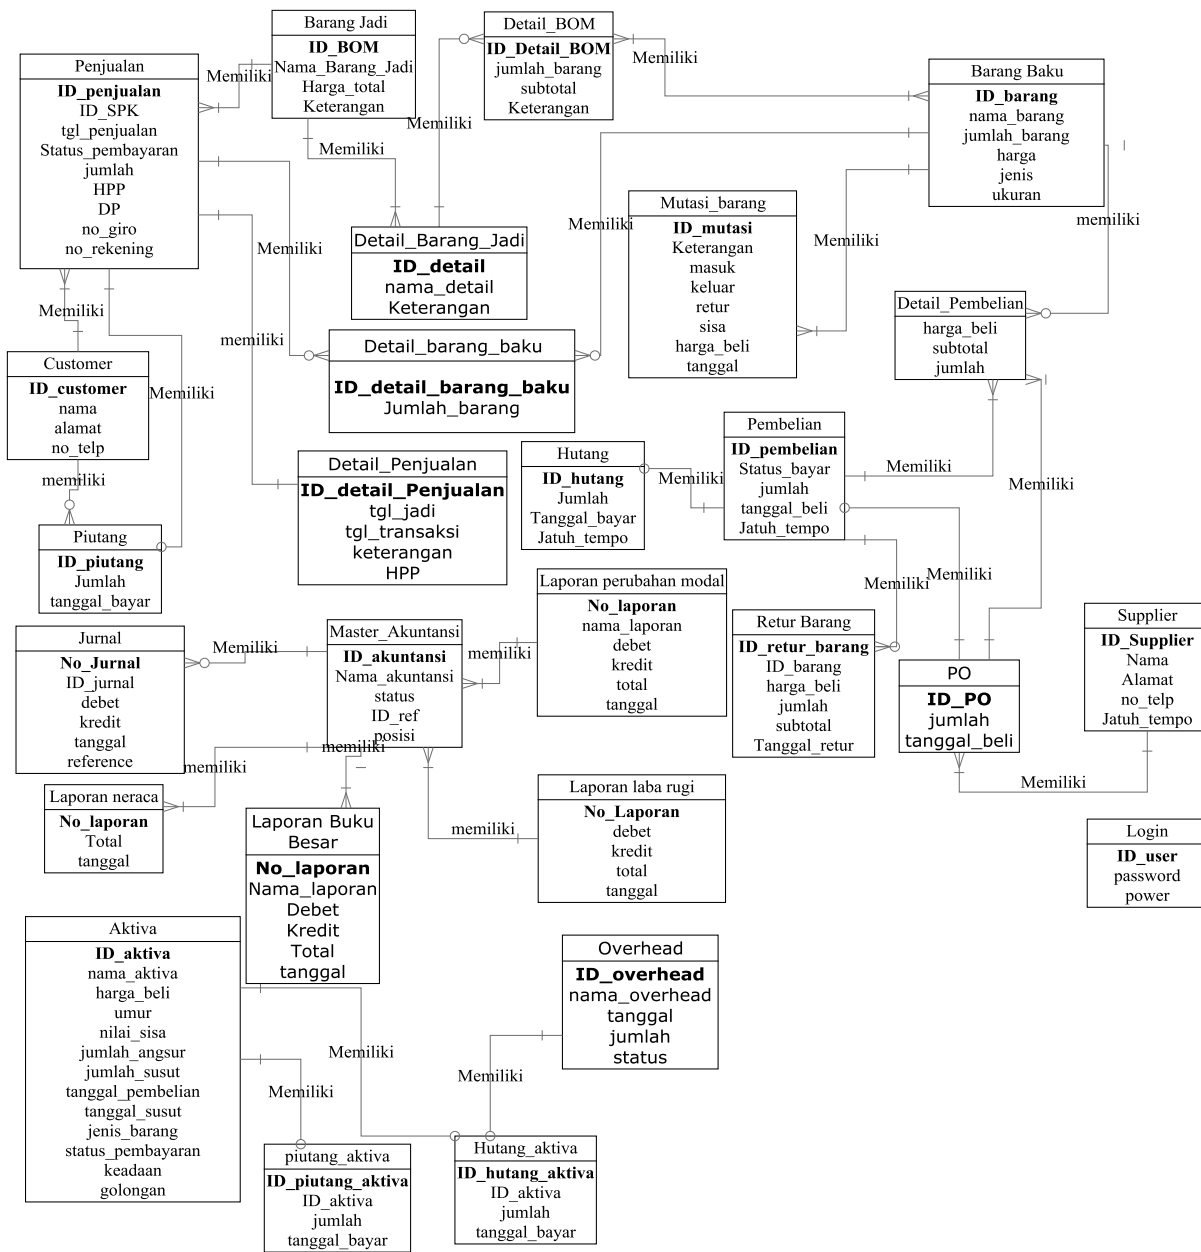 Barang Jadi
ID_BOM
Nama_Barang_Jadi
Harga_total
Keterangan
Detail_BOM
ID_Detail_BOM
jumlah_barang
subtotal
Keterangan
Penjualan
ID_penjualan
ID_SPK
tgl_penjualan
Status_pembayaran
jumlah
HPP
DP
no_giro
no_rekening
Barang Baku
ID_barang
nama_barang
jumlah_barang
harga
jenis
ukuran
Memiliki
Memiliki
Memiliki
Memiliki
Mutasi_barang
ID_mutasi
Keterangan
masuk
keluar
retur
sisa
harga_beli
tanggal
Detail_Barang_Jadi
ID_detail
nama_detail
Keterangan
Memiliki
Memiliki
Memiliki
memiliki
Detail_Pembelian
harga_beli
subtotal
jumlah
Memiliki
memiliki
Detail_barang_baku
ID_detail_barang_baku
Jumlah_barang
Customer
ID_customer
nama
alamat
no_telp
Memiliki
memiliki
Pembelian
ID_pembelian
Status_bayar
jumlah
tanggal_beli
Jatuh_tempo
Hutang
ID_hutang
Jumlah
Tanggal_bayar
Jatuh_tempo
Memiliki
Memiliki
Memiliki
Detail_Penjualan
ID_detail_Penjualan
tgl_jadi
tgl_transaksi
keterangan
HPP
Piutang
ID_piutang
Jumlah
tanggal_bayar
Memiliki
Memiliki
Laporan perubahan modal
No_laporan
nama_laporan
debet
kredit
total
tanggal
Retur Barang
ID_retur_barang
ID_barang
harga_beli
jumlah
subtotal
Tanggal_retur
Supplier
ID_Supplier
Nama
Alamat
no_telp
Jatuh_tempo
PO
ID_PO
jumlah
tanggal_beli
Memiliki
Jurnal
No_Jurnal
ID_jurnal
debet
kredit
tanggal
reference
Memiliki
Master_Akuntansi
ID_akuntansi
Nama_akuntansi
status
ID_ref
posisi
memiliki
memiliki
memiliki
Laporan neraca
No_laporan
Total
tanggal
Laporan Buku
Besar
No_laporan
Nama_laporan
Debet
Kredit
Total
tanggal
memiliki
Laporan laba rugi
No_Laporan
debet
kredit
total
tanggal
Login
ID_user
password
power
Aktiva
ID_aktiva
nama_aktiva
harga_beli
umur
nilai_sisa
jumlah_angsur
jumlah_susut
tanggal_pembelian
tanggal_susut
jenis_barang
status_pembayaran
keadaan
golongan
Overhead
ID_overhead
nama_overhead
tanggal
jumlah
status
Memiliki
Memiliki
Memiliki
piutang_aktiva
ID_piutang_aktiva
ID_aktiva
jumlah
tanggal_bayar
Hutang_aktiva
ID_hutang_aktiva
ID_aktiva
jumlah
tanggal_bayar